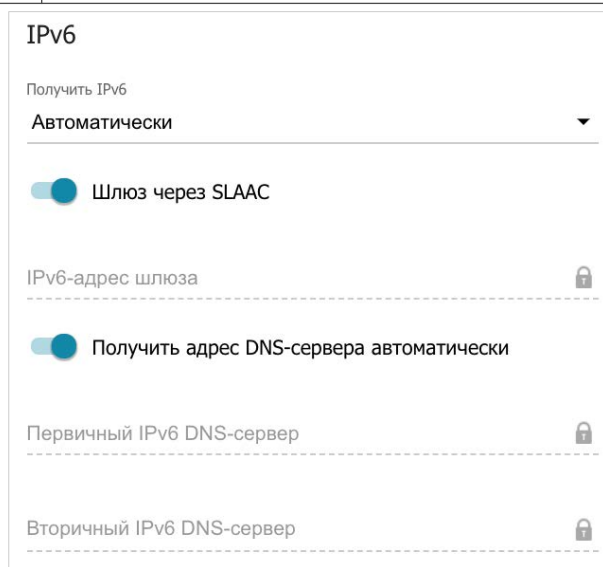 IPv6
Получить IPv6
Автоматически
Шлюз через SLAAC
IPv6-адрес шлюза
Получить адрес DNS-сервера автоматически
Первичный IPv6 DNS-сервер
Вторичный IPv6 DNS-сервер